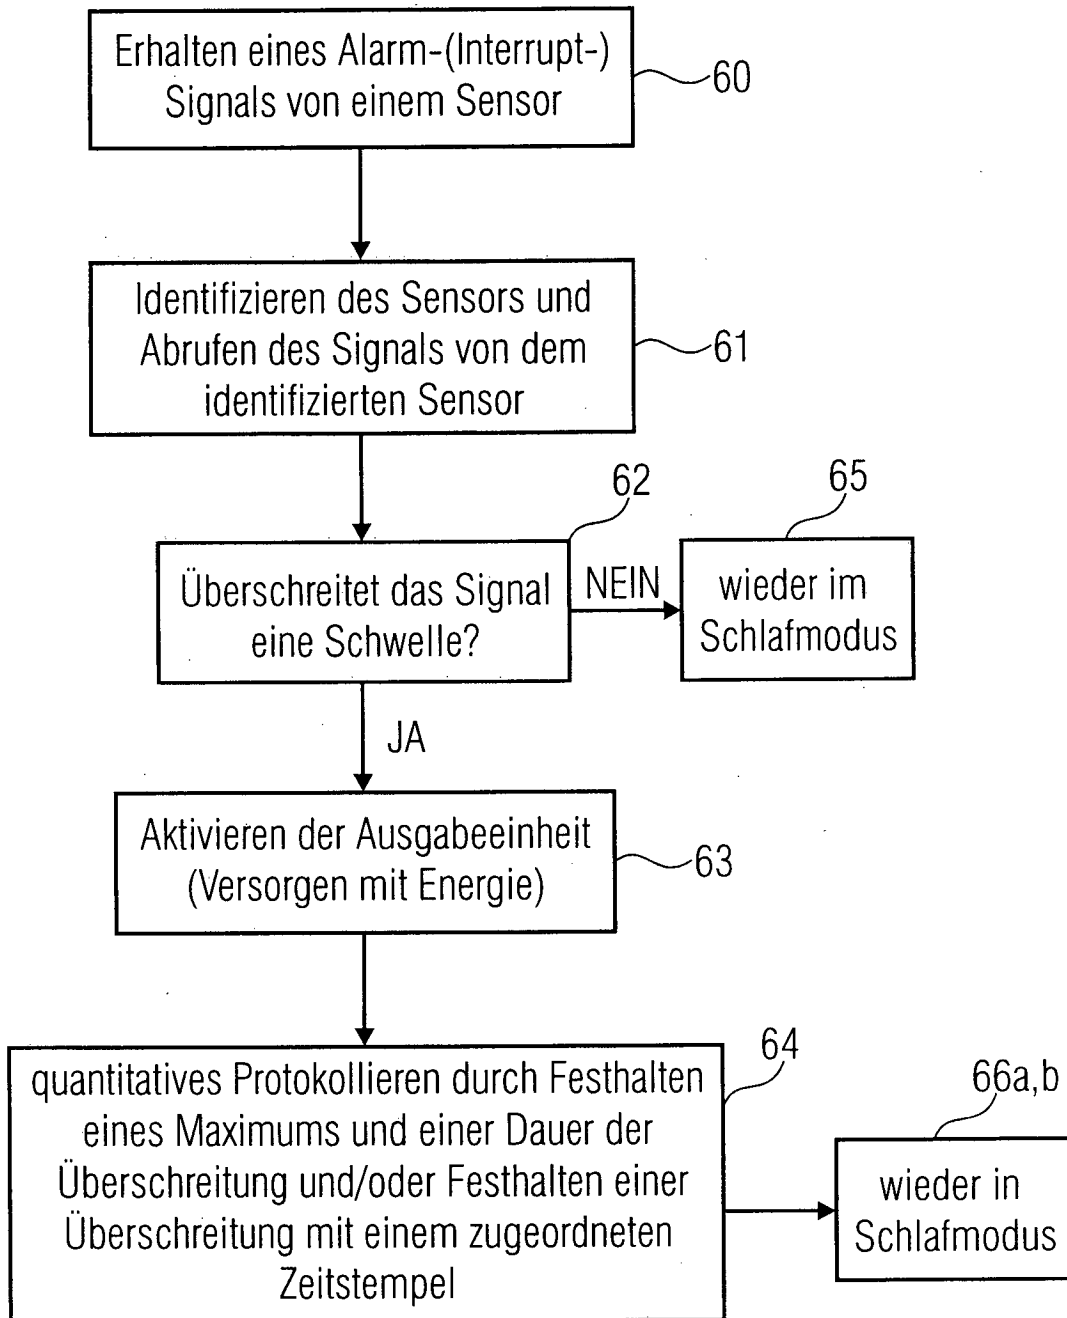 Erhalten eines Alarm-(Interrupt-)
Signals von einem Sensor
60
Identifizieren des Sensors und
Abrufen des Signals von dem
identifizierten Sensor
61
62
65
Überschreitet das Signal
eine Schwelle?
NEIN
wieder im
Schlafmodus
JA
Aktivieren der Ausgabeeinheit
(Versorgen mit Energie)
63
64
quantitatives Protokollieren durch Festhalten
eines Maximums und einer Dauer der
Überschreitung und/oder Festhalten einer
Überschreitung mit einem zugeordneten
Zeitstempel
66a,b
wieder in
Schlafmodus